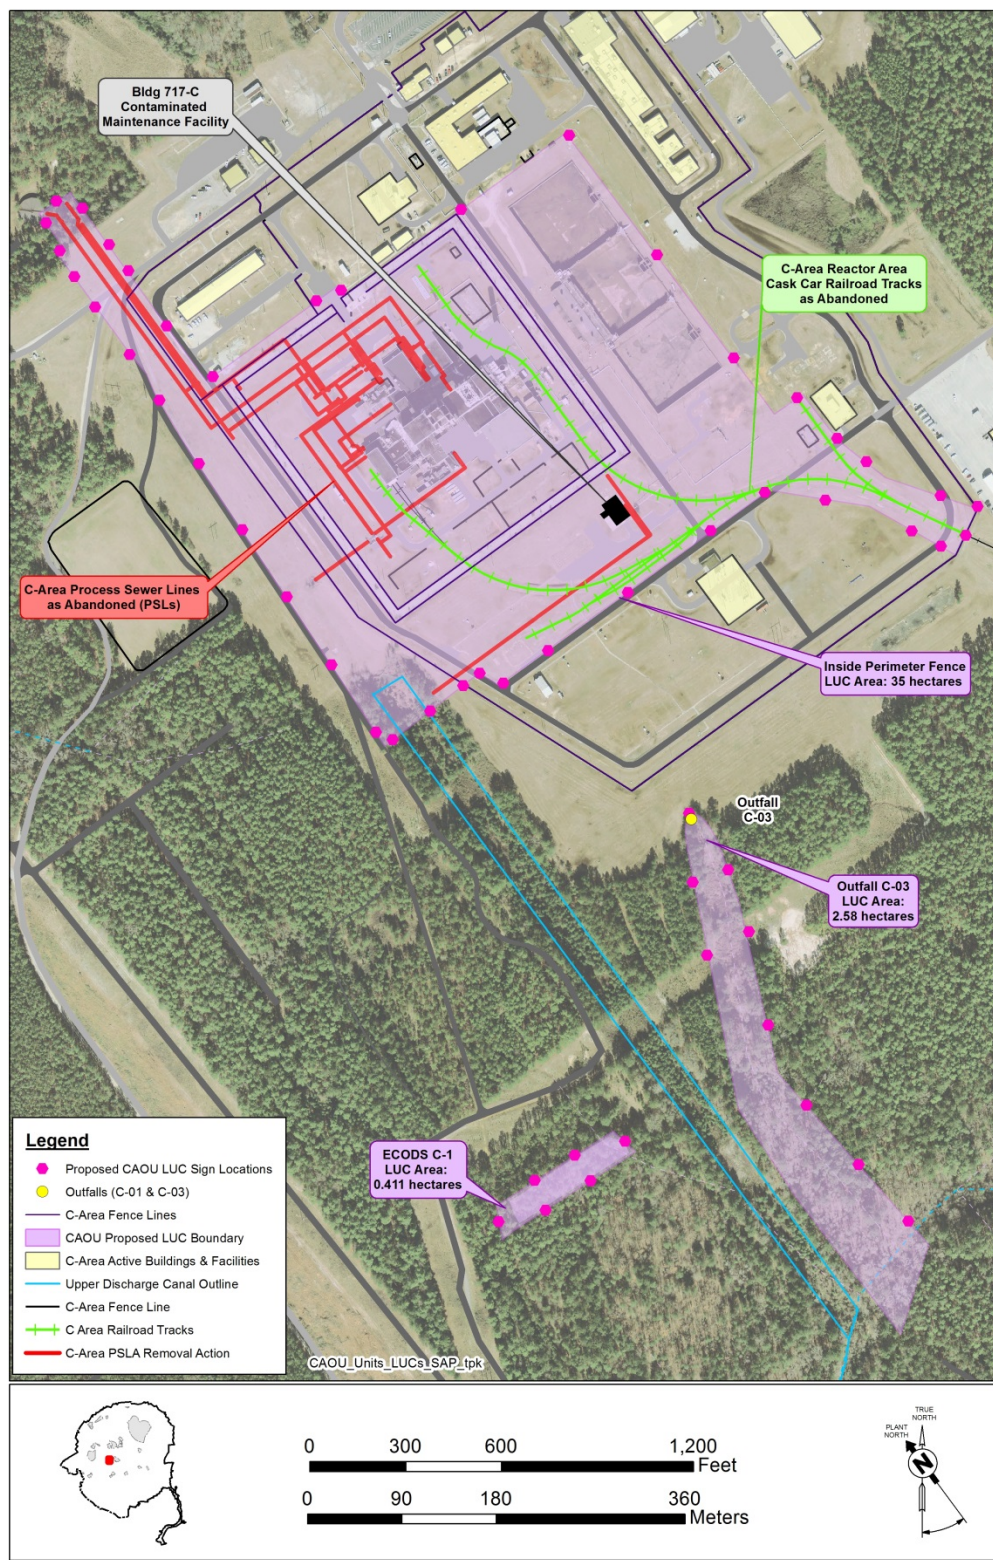 Bldg 717-C
Contaminated
Maintenance Facility
C-Area Reactor Area
Cask Car Railroad Tracks
as Abandoned
C-Area Process Sewer Lines
as Abandoned (PSLs)
Inside Perimeter Fence
LUC Area: 35 hectares
Outfall
C-03
Outfall C-03
LUC Area:
2.58 hectares
ECODS C-1
LUC Area:
0.411 hectares
Legend
Proposed CAOU LUC Sign Locations
Outfalls (C-01 & C-03)
C-Area Fence Lines
CAOU Proposed LUC Boundary
C-Area Active Buildings & Facilities
Upper Discharge Canal Outline
C-Area Fence Line
C Area Railroad Tracks
C-Area PSLA Removal Action
CAOU_Units_LUCs_SAP_tpk
0 300 600 1,200
Feet
0 90 180 360
Meters
TRUE
NORTH
PLANT
NORTH
N